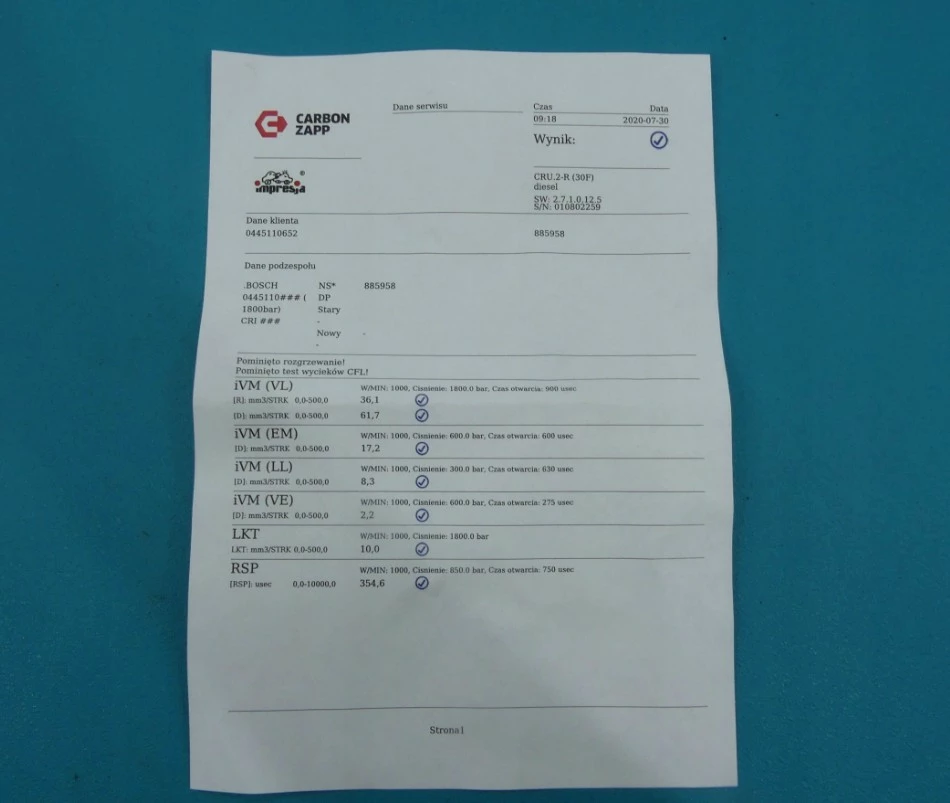 CARBON
ZAPP
Dane serwisu
Czas Data
09:18 2020-07-30
Wynik:
impresja ®
CRU.2-R (30F)
diesel
SW: 2.7.1.0.12.5
S/N: 010802259
Dane klienta
0445110652 885958
Dane podzespołu
.BOSCH NS* 885958
0445110### ( DP
1800bar) Stary
CRI ### -
Nowy -
-
Pominięto rozgrzewanie!
Pominięto test wycieków CFL!
iVM (VL) W/MIN: 1000, Cisnienie: 1800.0 bar, Czas otwarcia: 900 usec
[R]: mm3/STRK 0,0-500,0 36,1
[D]: mm3/STRK 0,0-500,0 61,7
iVM (EM) W/MIN: 1000, Cisnienie: 600.0 bar, Czas otwarcia: 600 usec
[D]: mm3/STRK 0,0-500,0 17,2
iVM (LL) W/MIN: 1000, Cisnienie: 300.0 bar, Czas otwarcia: 630 usec
[D]: mm3/STRK 0,0-500,0 8,3
iVM (VE) W/MIN: 1000, Cisnienie: 600.0 bar, Czas otwarcia: 275 usec
[D]: mm3/STRK 0,0-500,0 2,2
LKT W/MIN: 1000, Cisnienie: 1800.0 bar
LKT: mm3/STRK 0,0-500,0 10,0
RSP W/MIN: 1000, Cisnienie: 850.0 bar, Czas otwarcia: 750 usec
[RSP]: usec 0,0-10000,0 354,6
Strona1